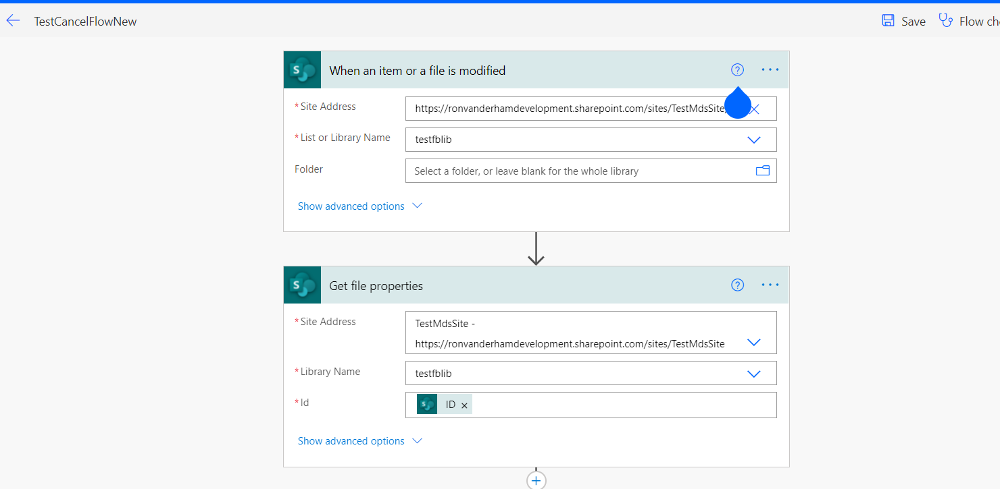 TestCancelFlowNew
Save
Flow
When an item or a file is modified
* Site Address
https://ronvanderhamdevelopment.sharepoint.com/sites/TestMdsSite
* List or Library Name
testfblib
Folder
Select a folder, or leave blank for the whole library
Show advanced options
Get file properties
* Site Address
TestMdsSite -
https://ronvanderhamdevelopment.sharepoint.com/sites/TestMdsSite
* Library Name
testfblib
* Id
ID
Show advanced options